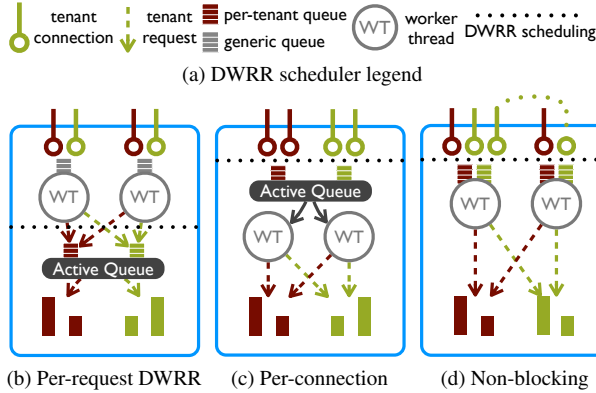 tenant connection
tenant request
per-tenant queue
generic queue
WT
worker thread
DWRR scheduling
(a) DWRR scheduler legend
WT WT
Active Queue
(b) Per-request DWRR
Active Queue
WT WT
(c) Per-connection
WT WT
(d) Non-blocking